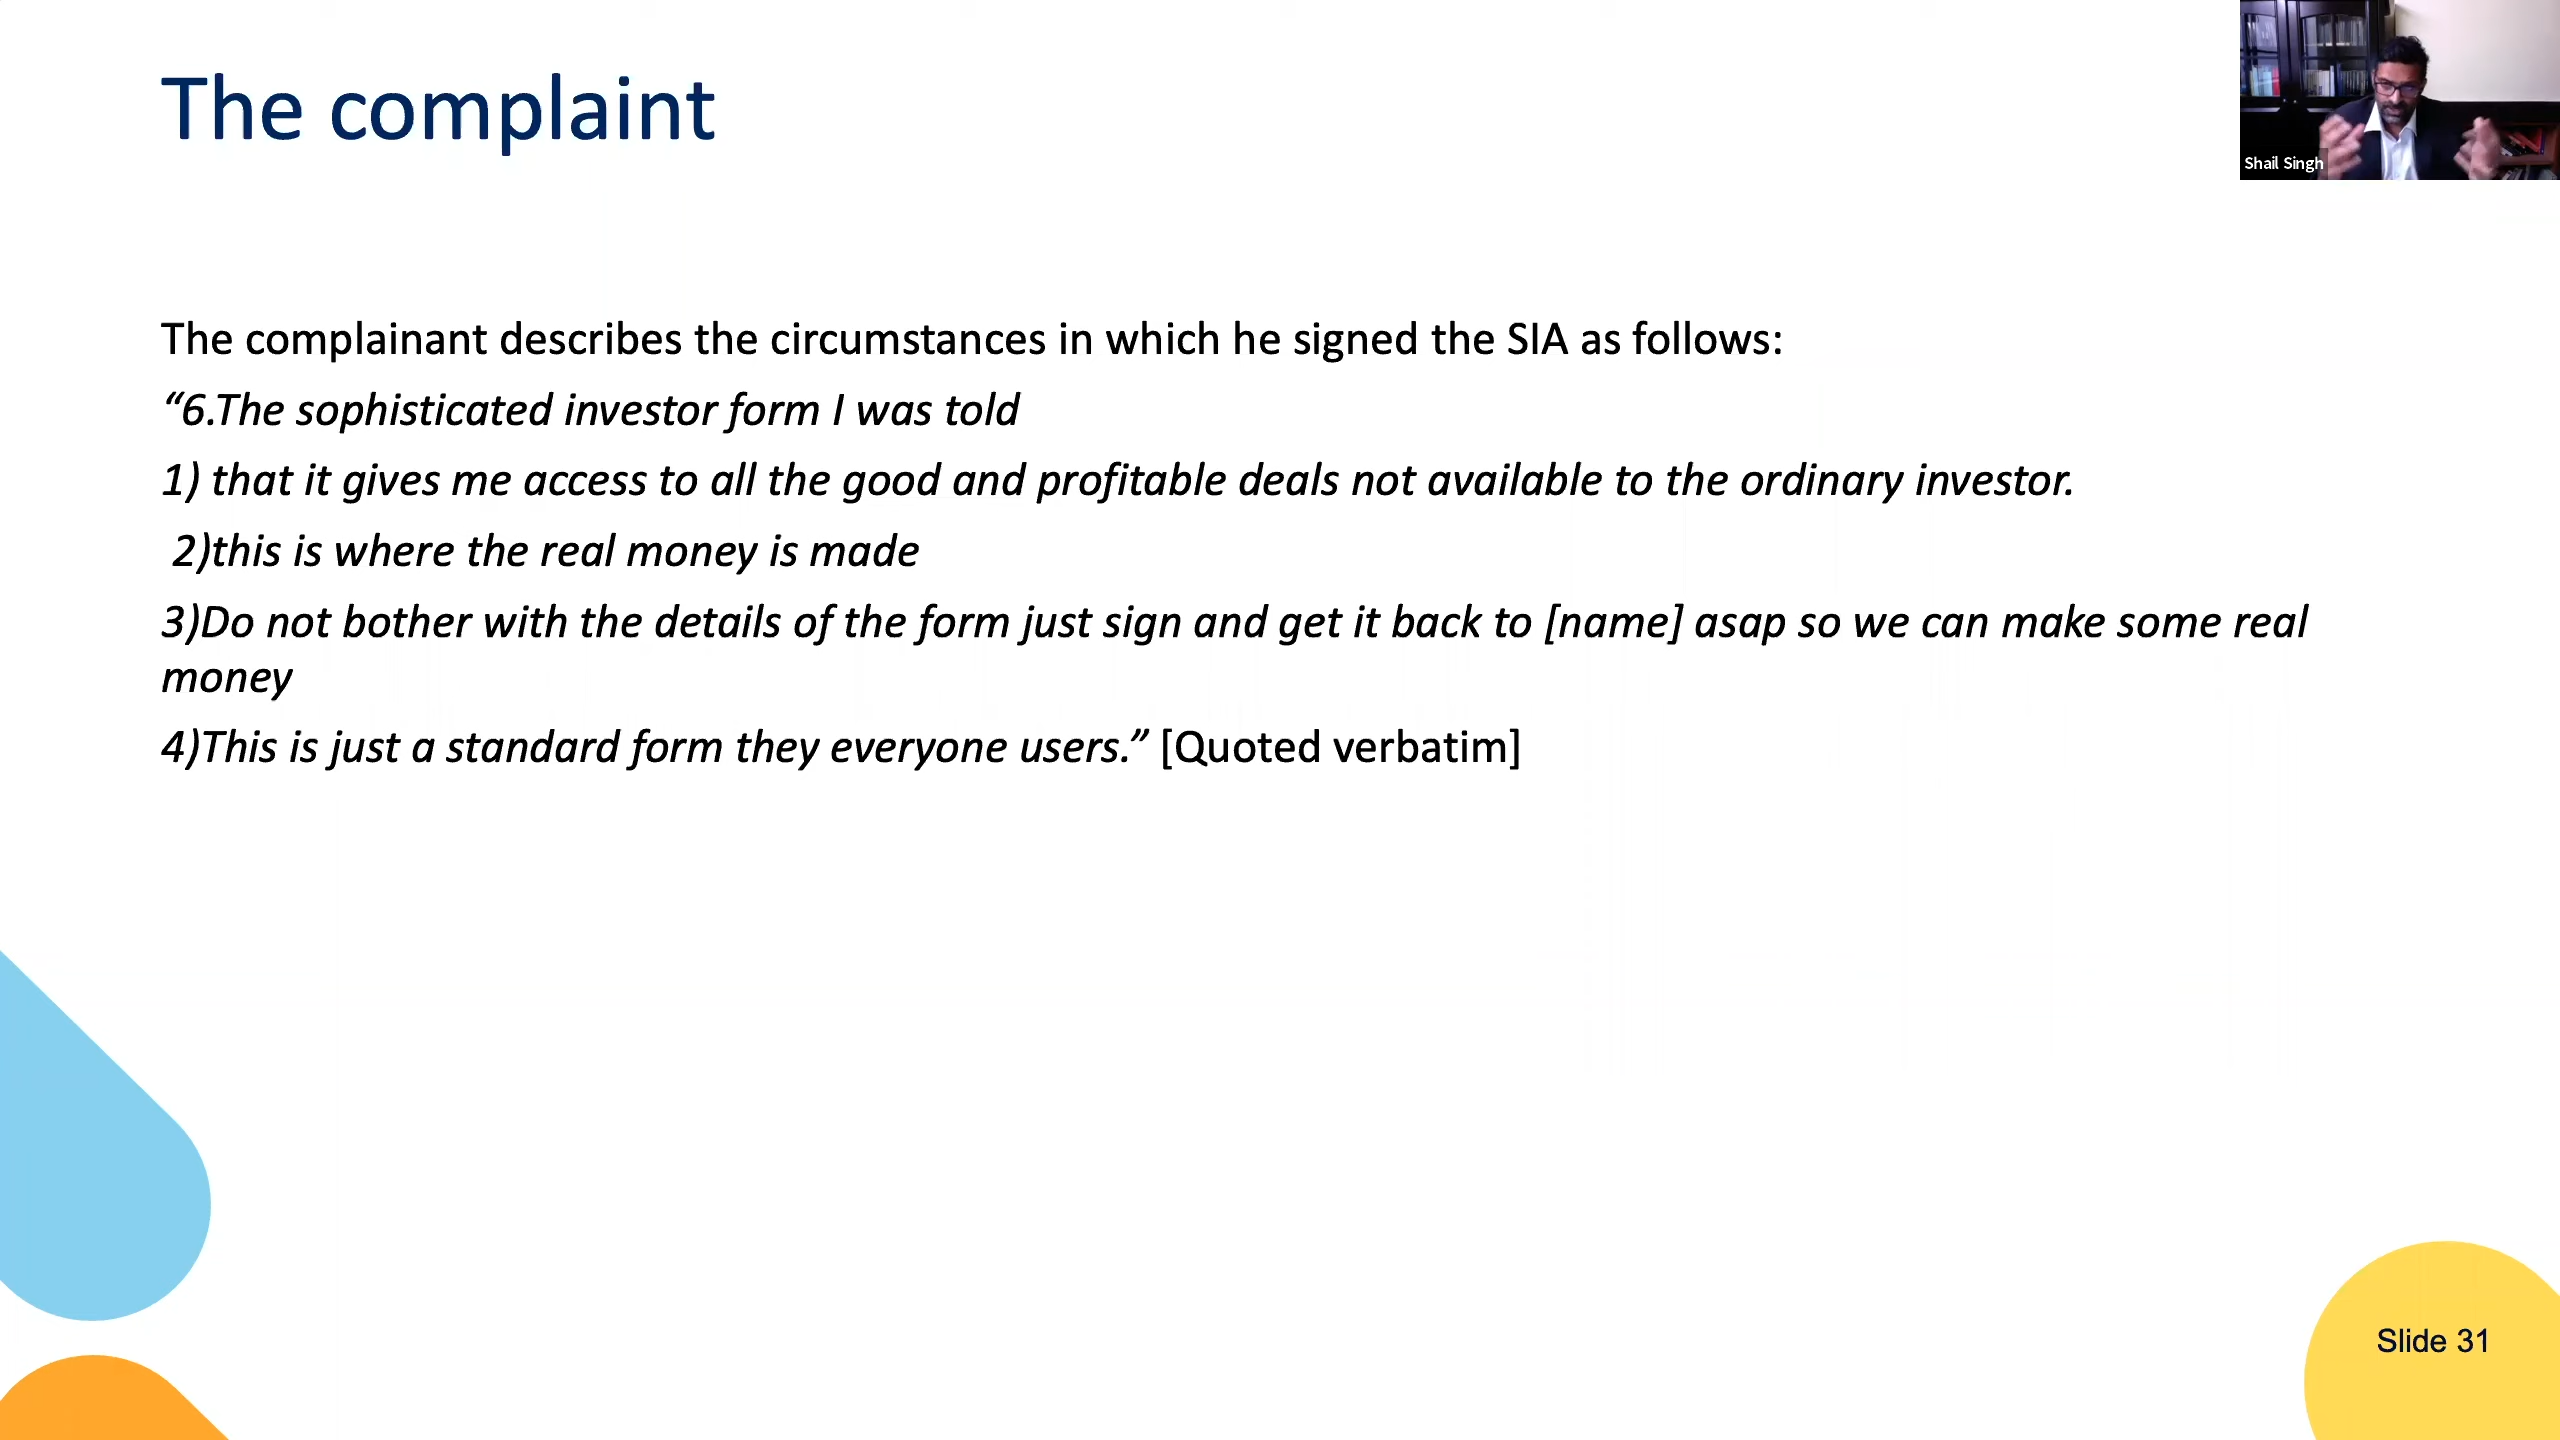 The complaint
Shail Singh
The complainant describes the circumstances in which he signed the SIA as follows:
“6.The sophisticated investor form I was told
1) that it gives me access to all the good and profitable deals not available to the ordinary investor.
2)this is where the real money is made
3)Do not bother with the details of the form just sign and get it back to [name] asap so we can make some real
money
4)This is just a standard form they everyone users.” [Quoted verbatim]
Slide 31